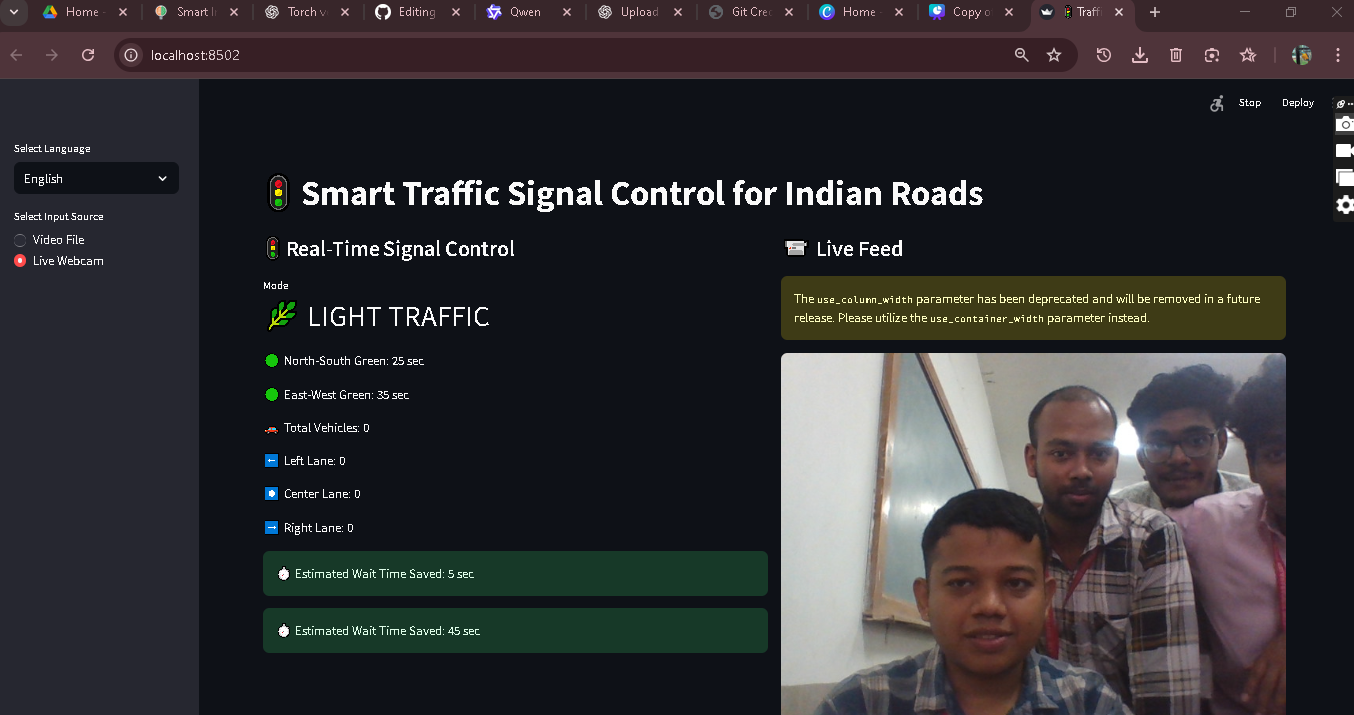 Home
Smart I
Torch v
Editing
Qwen
Upload
Git Cred
Home
Copy o
Traff
localhost:8502
Stop
Deploy
Select Language
English
Select Input Source
Video File
Live Webcam
Smart Traffic Signal Control for Indian Roads
Real-Time Signal Control
Mode
LIGHT TRAFFIC
North-South Green: 25 sec
East-West Green: 35 sec
Total Vehicles: 0
Left Lane: 0
Center Lane: 0
Right Lane: 0
Estimated Wait Time Saved: 5 sec
Estimated Wait Time Saved: 45 sec
Live Feed
The use_column_width parameter has been deprecated and will be removed in a future
release. Please utilize the use_container_width parameter instead.